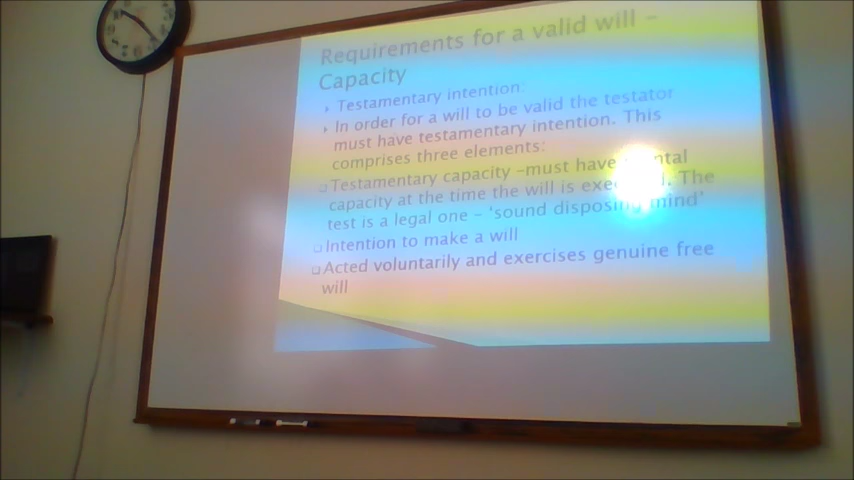 Requirements for a valid will –
Capacity
Testamentary intention:
In order for a will to be valid the testator
must have testamentary intention. This
comprises three elements:
Testamentary capacity –must have
capacity at the time the will is The
test is a legal one – ‘sound disposing mind’
Intention to make a will
Acted voluntarily and exercises genuine free
will